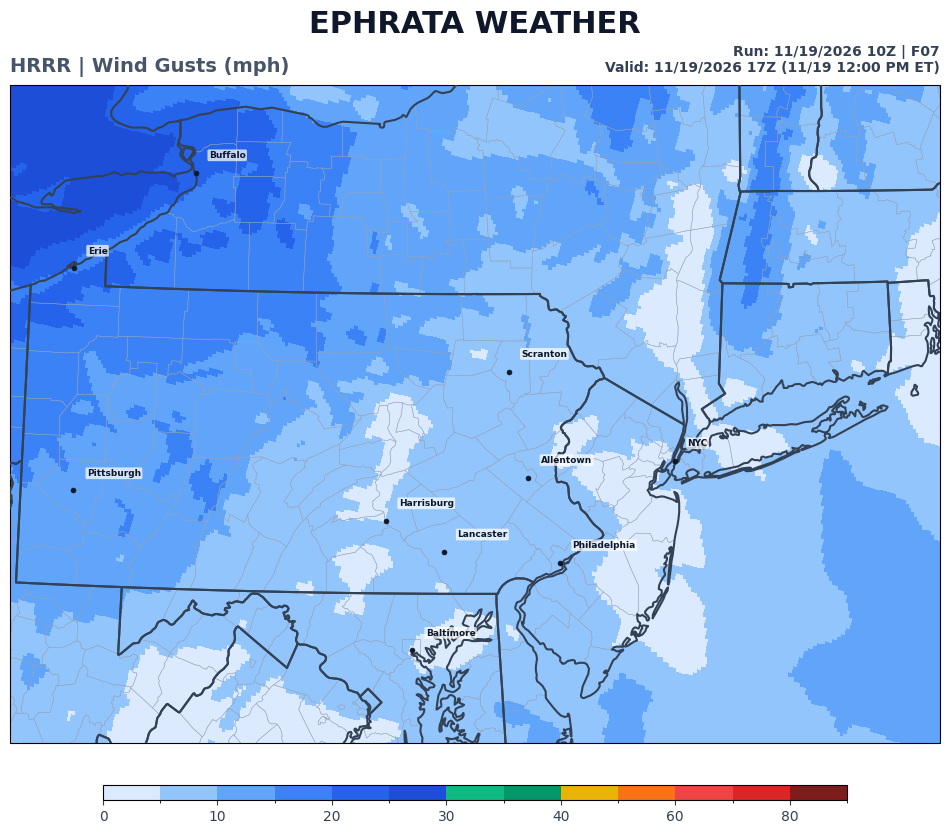 EPHRATA WEATHER
HRRR | Wind Gusts (mph)
Run: 11/19/2026 10Z | F07
Valid: 11/19/2026 17Z (11/19 12:00 PM ET)
Buffalo
Erie
Scranton
NYC
Allentown
Pittsburgh
Harrisburg
Lancaster
Philadelphia
Baltimore
0 10 20 30 40 50 60 70 80